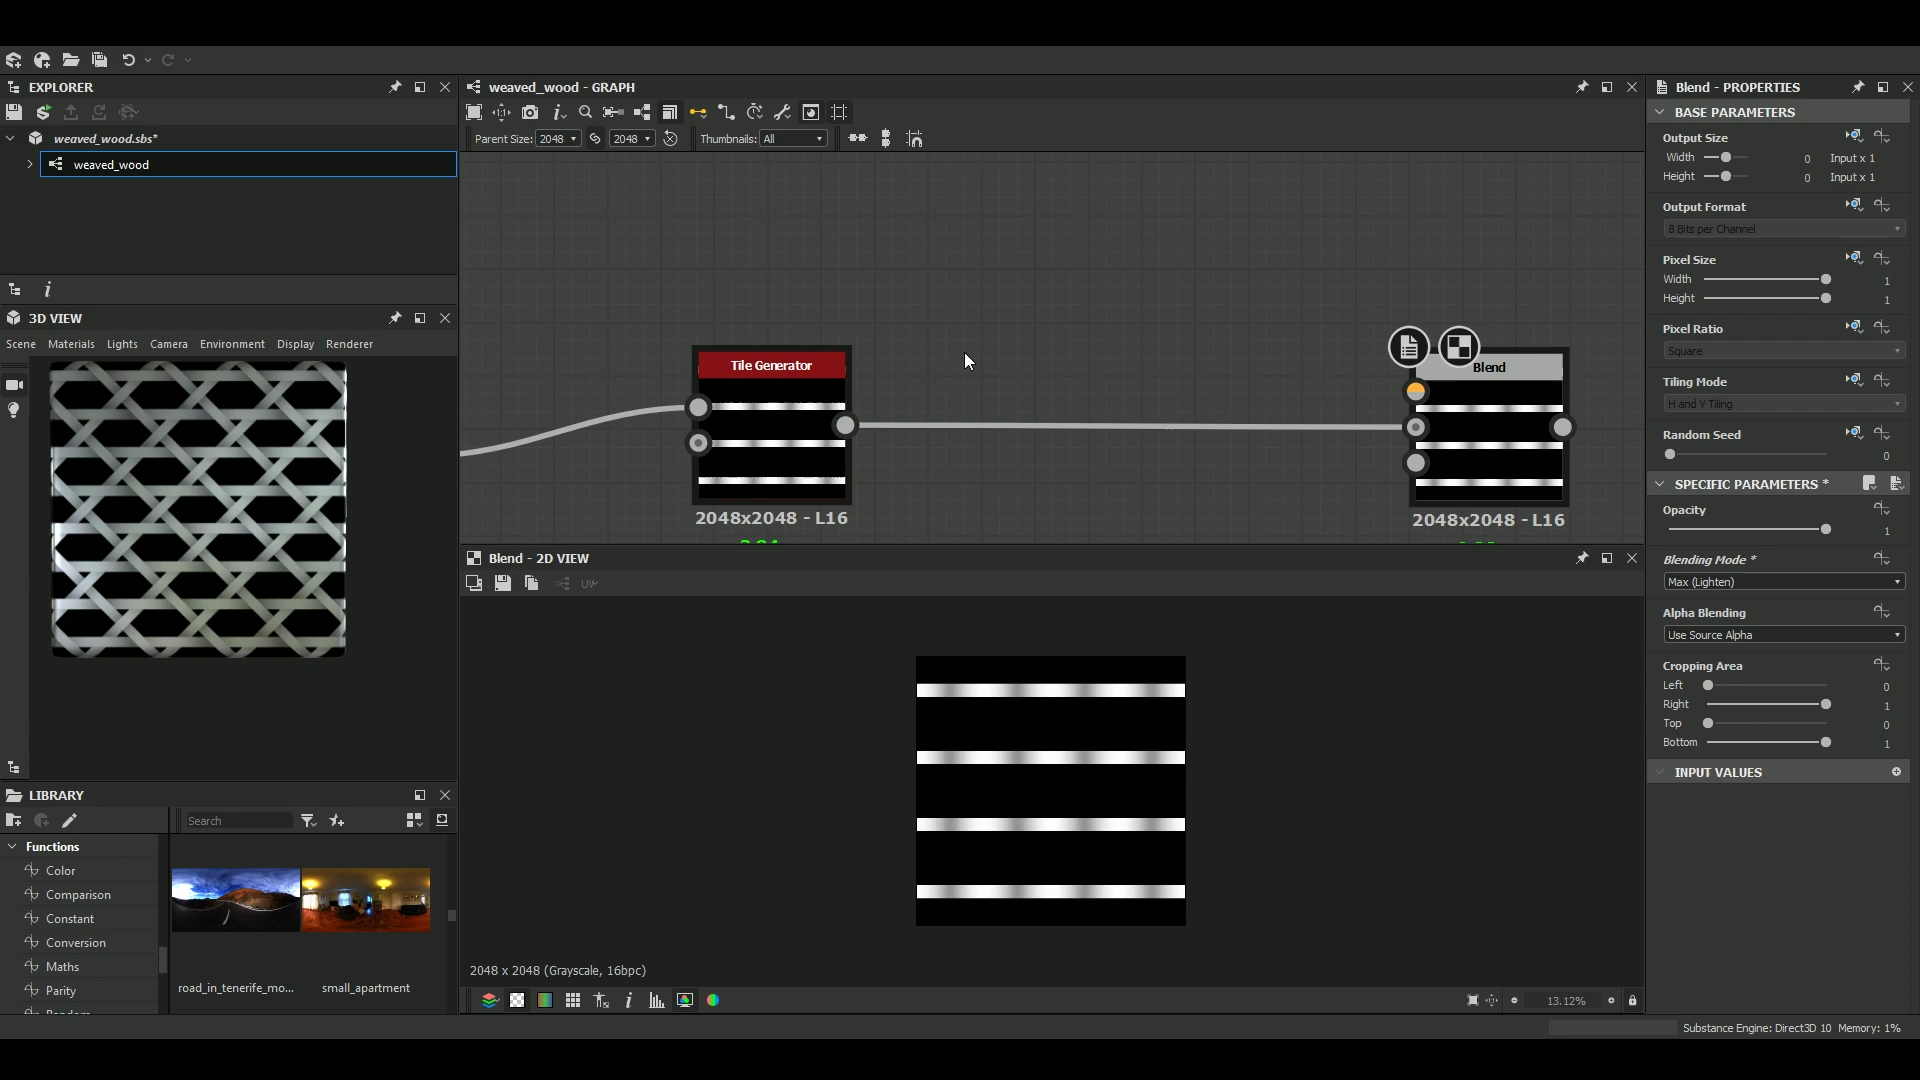 EXPLORER
weaved_wood.sbs*
weaved_wood
3D VIEW
Scene Materials Lights Camera Environment Display Renderer
LIBRARY
Search
Functions
Color
Comparison
Constant
Conversion
Maths
Parity
road_in_tenerife_mo...
small_apartment
weaved_wood - GRAPH
Parent Size: 2048 2048 Thumbnails: All
Tile Generator
2048x2048 - L16
Blend
2048x2048 - L16
Blend - 2D VIEW
UV
2048 x 2048 (Grayscale, 16bpc)
13.12%
Blend - PROPERTIES
BASE PARAMETERS
Output Size
Width 0 Input x 1
Height 0 Input x 1
Output Format
8 Bits per Channel
Pixel Size
Width 1
Height 1
Pixel Ratio
Square
Tiling Mode
H and V Tiling
Random Seed
0
SPECIFIC PARAMETERS *
Opacity
1
Blending Mode *
Max (Lighten)
Alpha Blending
Use Source Alpha
Cropping Area
Left 0
Right 1
Top 0
Bottom 1
INPUT VALUES
Substance Engine: Direct3D 10 Memory: 1%